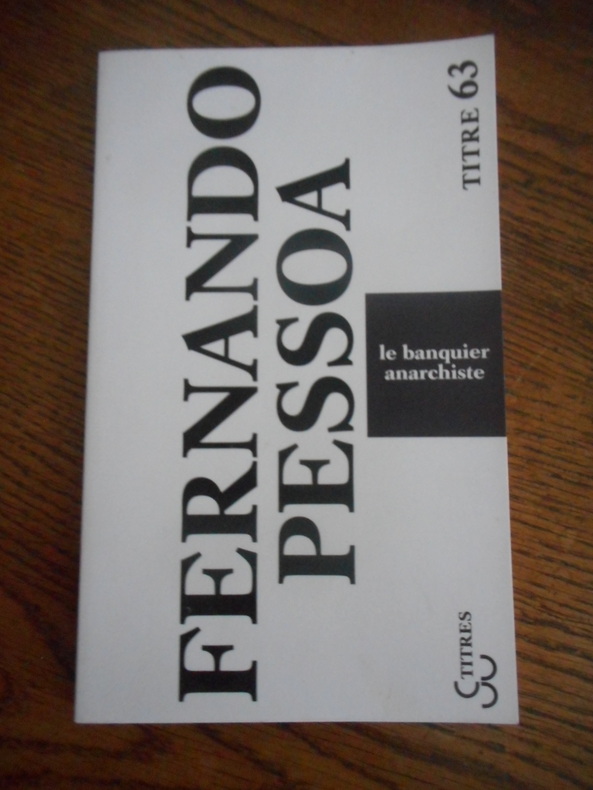 FERNANDO
PESSOA
le banquier
anarchiste
TITRE 63
TITRES